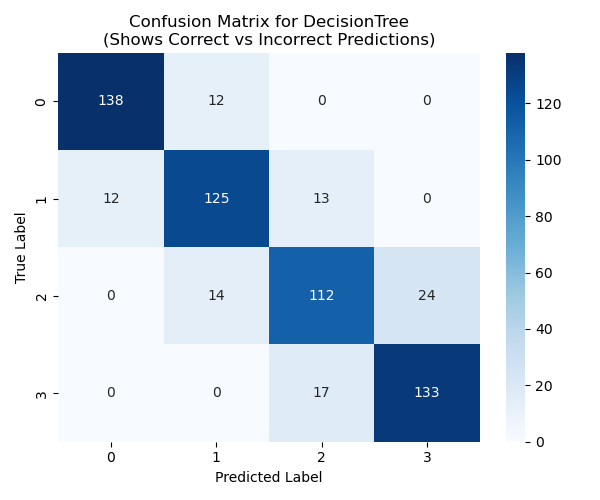 Confusion Matrix for DecisionTree
(Shows Correct vs Incorrect Predictions)
True Label
0 138 12 0 0
1 12 125 13 0
2 0 14 112 24
3 0 0 17 133
0 1 2 3
Predicted Label
120
100
80
60
40
20
0